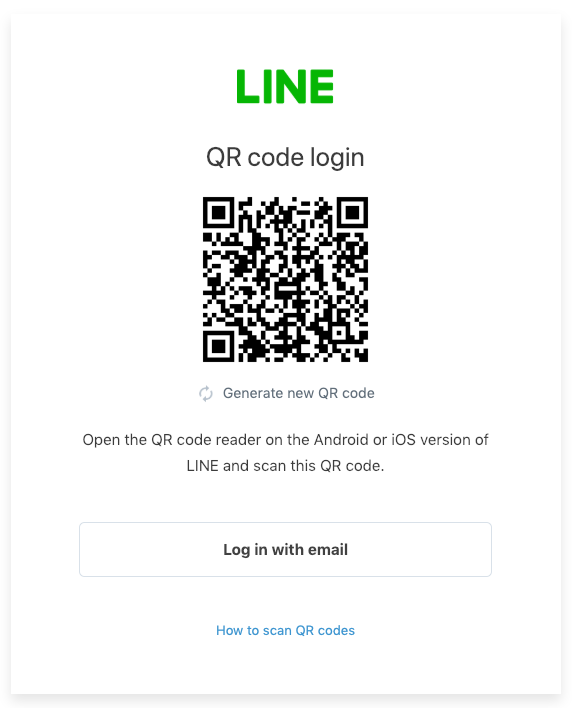 LINE
QR code login
Generate new QR code
Open the QR code reader on the Android or iOS version of
LINE and scan this QR code.
Log in with email
How to scan QR codes